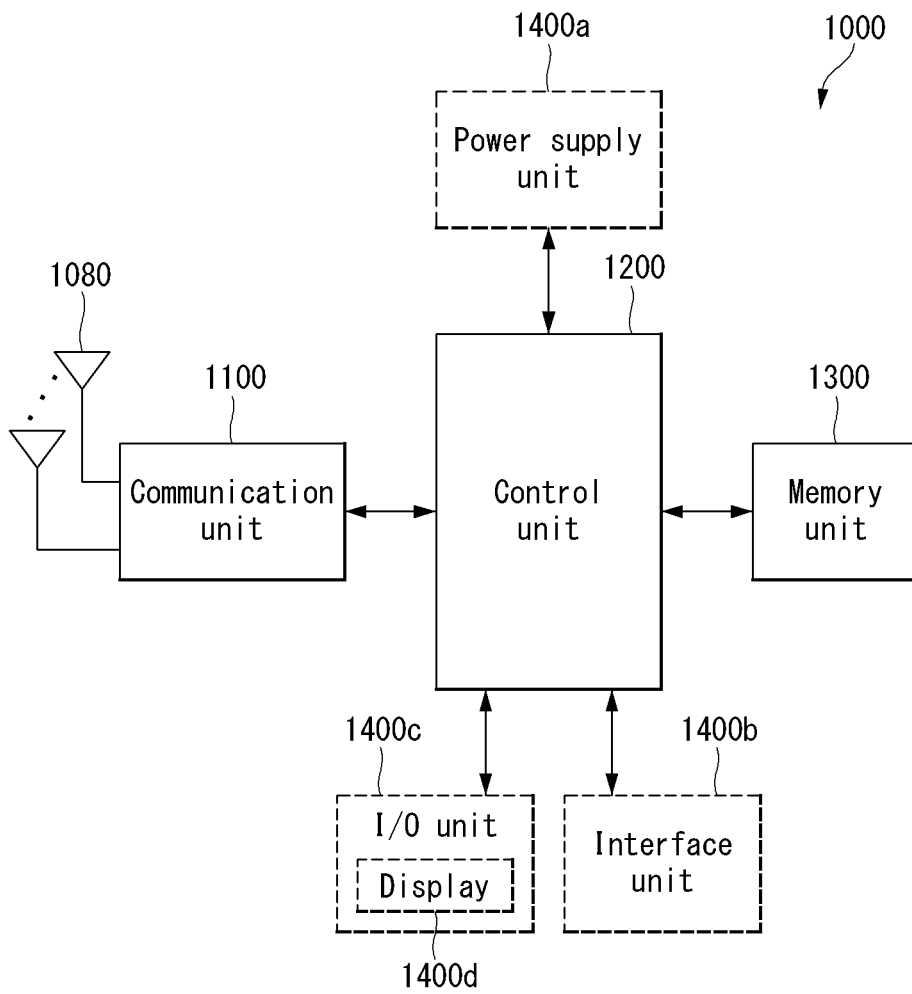 1400a
1000
Power supply
unit
1080
1200
1100
1300
Communication
unit
Control
unit
Memory
unit
1400c
1400b
I/O unit
Display
Interface
unit
1400d